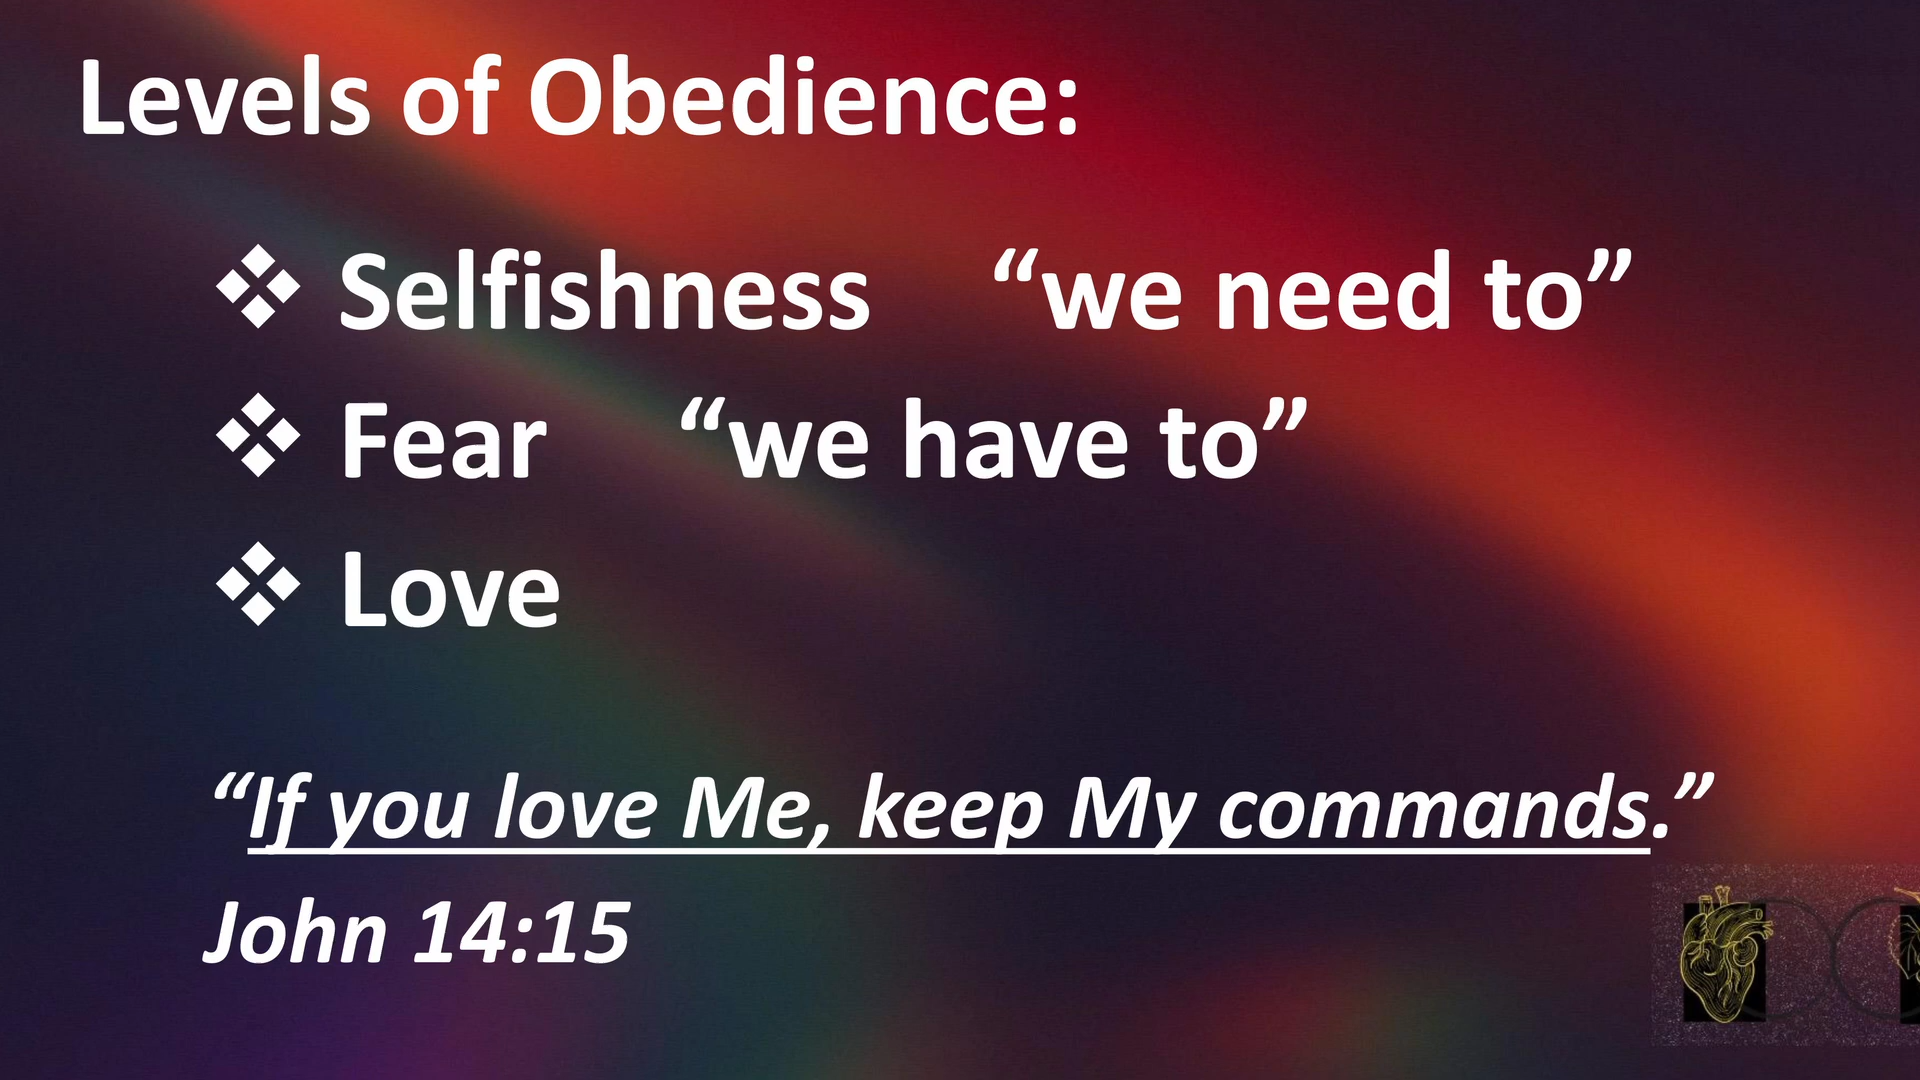 Levels of Obedience:
❖ Selfishness “we need to”
❖ Fear “we have to”
❖ Love
“If you love Me, keep My commands.”
John 14:15